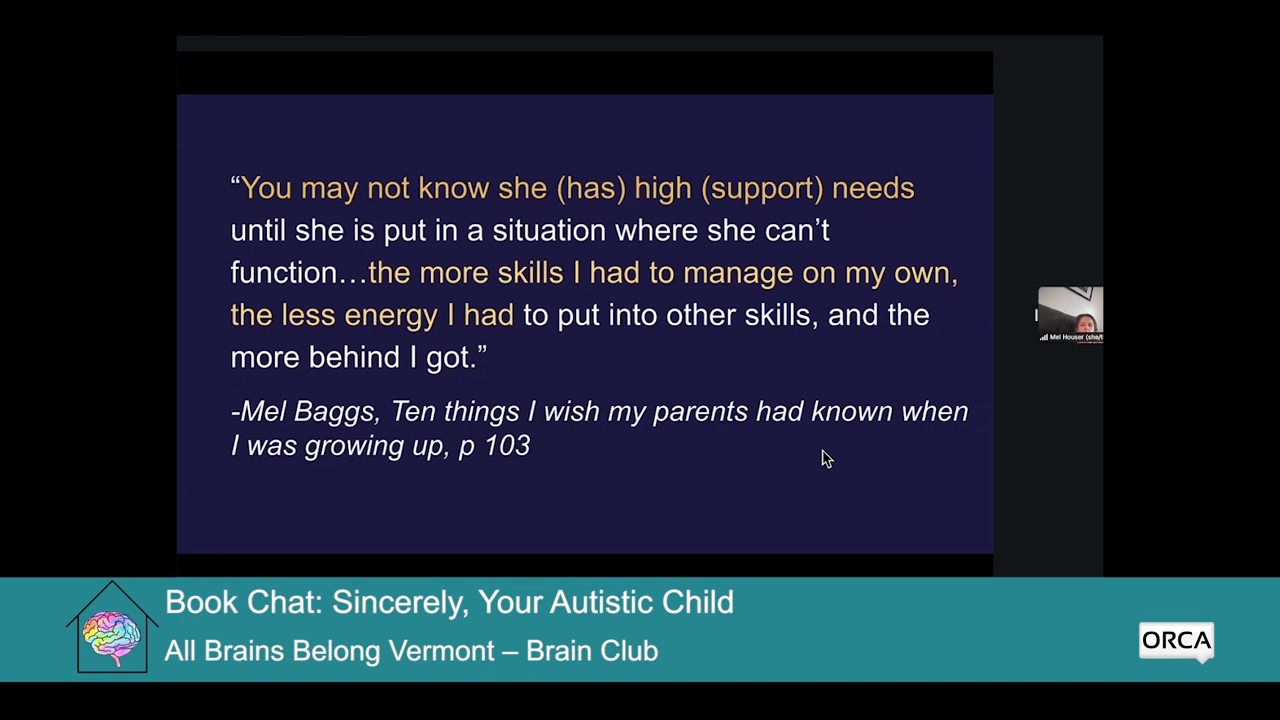 “You may not know she (has) high (support) needs
until she is put in a situation where she can’t
function…the more skills I had to manage on my own,
the less energy I had to put into other skills, and the
more behind I got.”
-Mel Baggs, Ten things I wish my parents had known when
I was growing up, p 103
Mel Houser (she/t
Book Chat: Sincerely, Your Autistic Child
All Brains Belong Vermont – Brain Club
ORCA